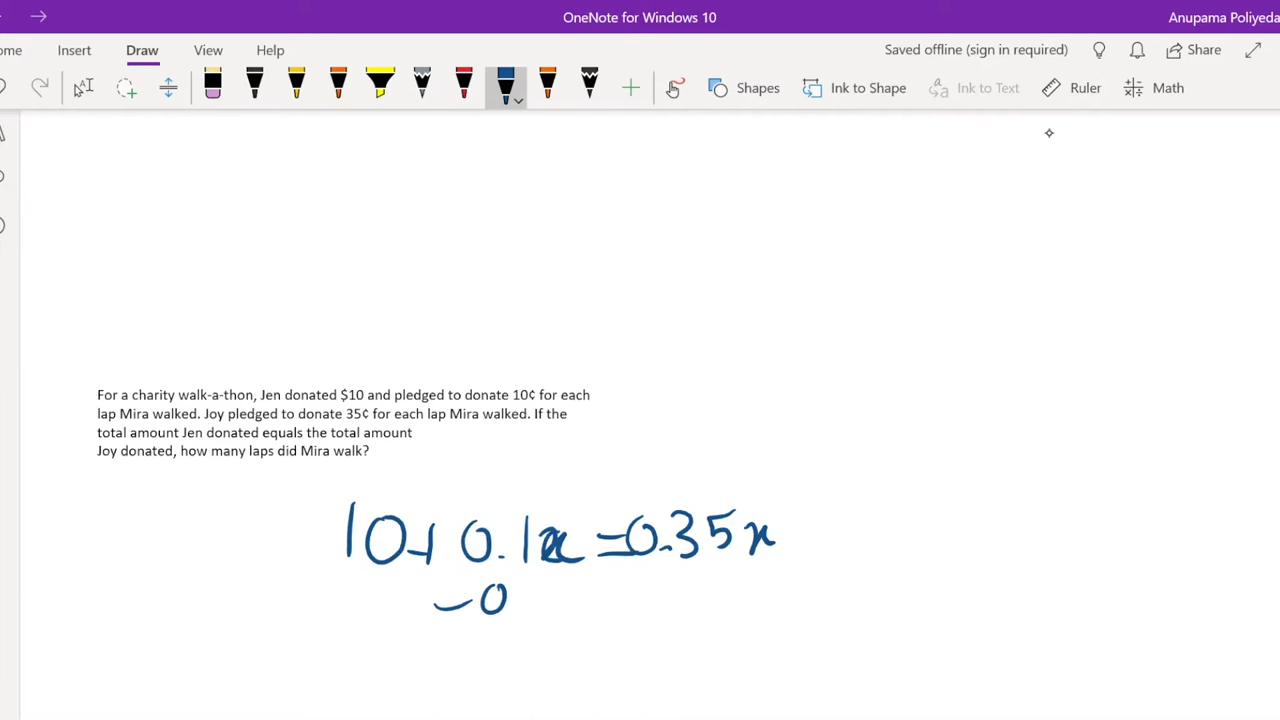 OneNote for Windows 10
Anupama Poliyeda
ome Insert Draw View Help
Saved offline (sign in required) Share
Shapes Ink to Shape Ink to Text Ruler Math
For a charity walk-a-thon, Jen donated $10 and pledged to donate 10¢ for each
lap Mira walked. Joy pledged to donate 35¢ for each lap Mira walked. If the
total amount Jen donated equals the total amount
Joy donated, how many laps did Mira walk?
10+ 0.1x =0.35x
-0